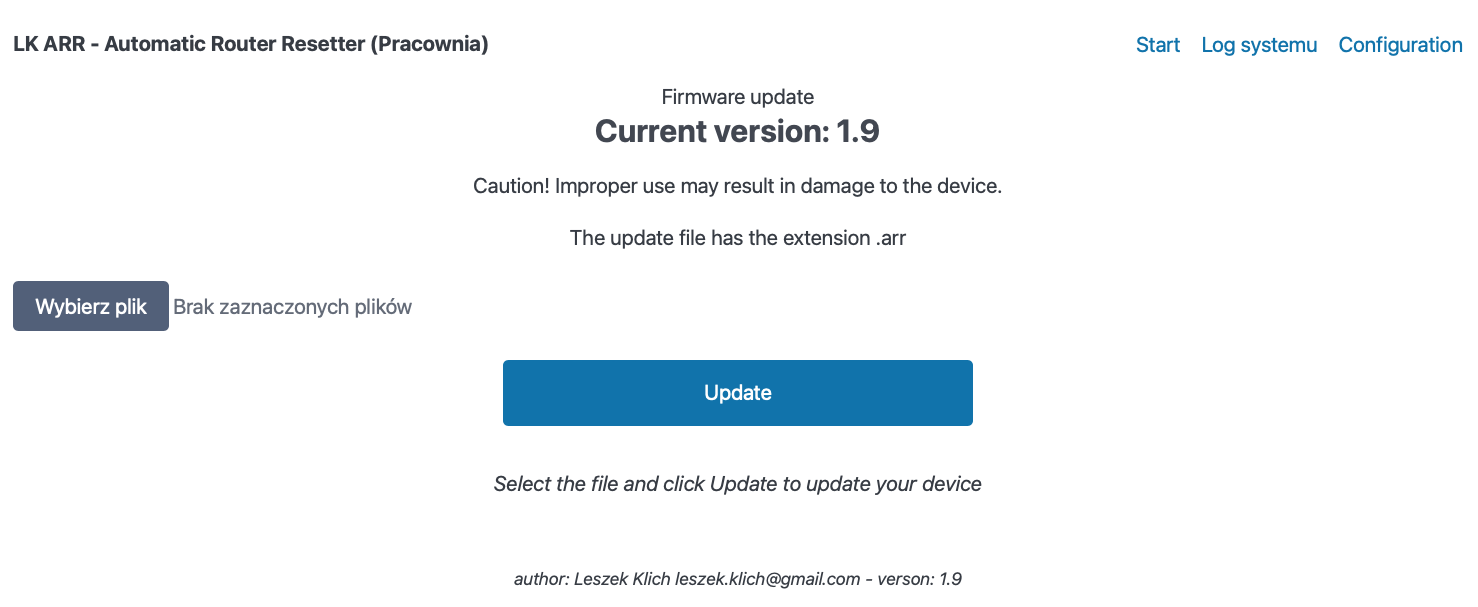 LK ARR - Automatic Router Resetter (Pracownia)
Start Log systemu Configuration
Firmware update
Current version: 1.9
Caution! Improper use may result in damage to the device.
The update file has the extension .arr
Wybierz plik Brak zaznaczonych plików
Update
Select the file and click Update to update your device
author: Leszek Klich leszek.klich@gmail.com - verson: 1.9